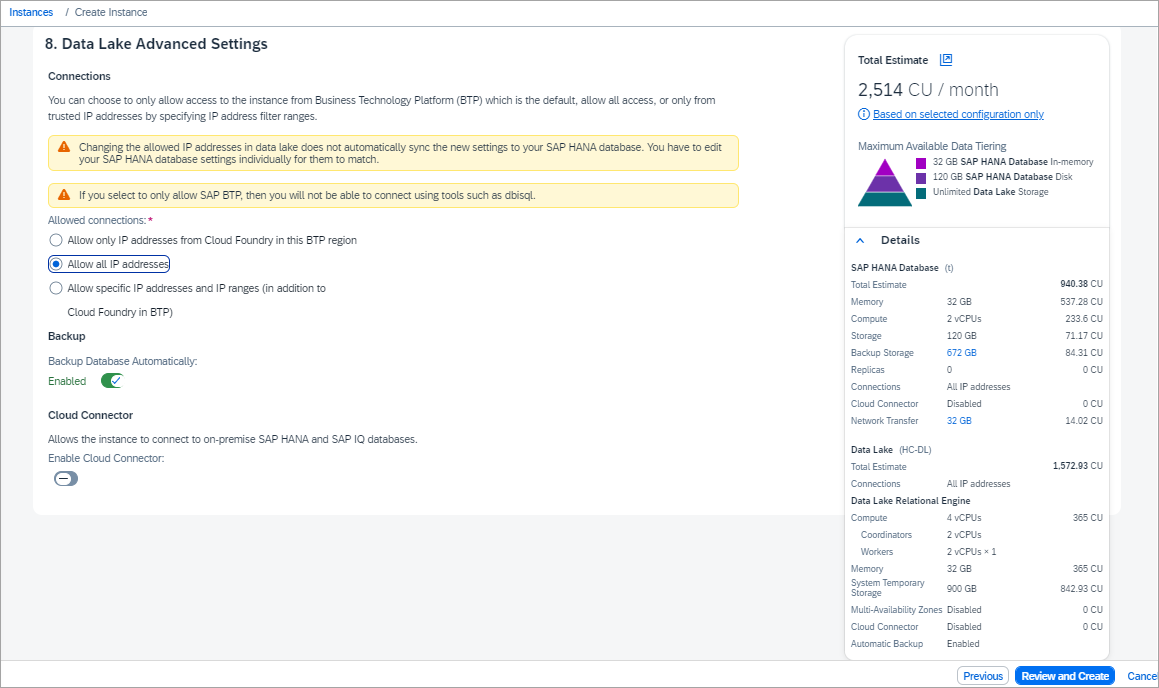 Instances / Create Instance
8. Data Lake Advanced Settings
Connections
You can choose to only allow access to the instance from Business Technology Platform (BTP) which is the default, allow all access, or only from
trusted IP addresses by specifying IP address filter ranges.
Changing the allowed IP addresses in data lake does not automatically sync the new settings to your SAP HANA database. You have to edit
your SAP HANA database settings individually for them to match.
If you select to only allow SAP BTP, then you will not be able to connect using tools such as dbisql.
Allowed connections:*
Allow only IP addresses from Cloud Foundry in this BTP region
Allow all IP addresses
Allow specific IP addresses and IP ranges (in addition to
Cloud Foundry in BTP)
Backup
Backup Database Automatically:
Enabled
Cloud Connector
Allows the instance to connect to on-premise SAP HANA and SAP IQ databases.
Enable Cloud Connector:
Total Estimate
2,514 CU / month
Based on selected configuration only
Maximum Available Data Tiering
32 GB SAP HANA Database In-memory
120 GB SAP HANA Database Disk
Unlimited Data Lake Storage
Details
SAP HANA Database (t)
Total Estimate 940.38 CU
Memory 32 GB 537.28 CU
Compute 2 vCPUs 233.6 CU
Storage 120 GB 71.17 CU
Backup Storage 672 GB 84.31 CU
Replicas 0 0 CU
Connections All IP addresses
Cloud Connector Disabled 0 CU
Network Transfer 32 GB 14.02 CU
Data Lake (HC-DL)
Total Estimate 1,572.93 CU
Connections All IP addresses
Data Lake Relational Engine
Compute 4 vCPUs 365 CU
Coordinators 2 vCPUs
Workers 2 vCPUs × 1
Memory 32 GB 365 CU
System Temporary
Storage 900 GB 842.93 CU
Multi-Availability Zones Disabled 0 CU
Cloud Connector Disabled 0 CU
Automatic Backup Enabled
Previous Review and Create Cancel